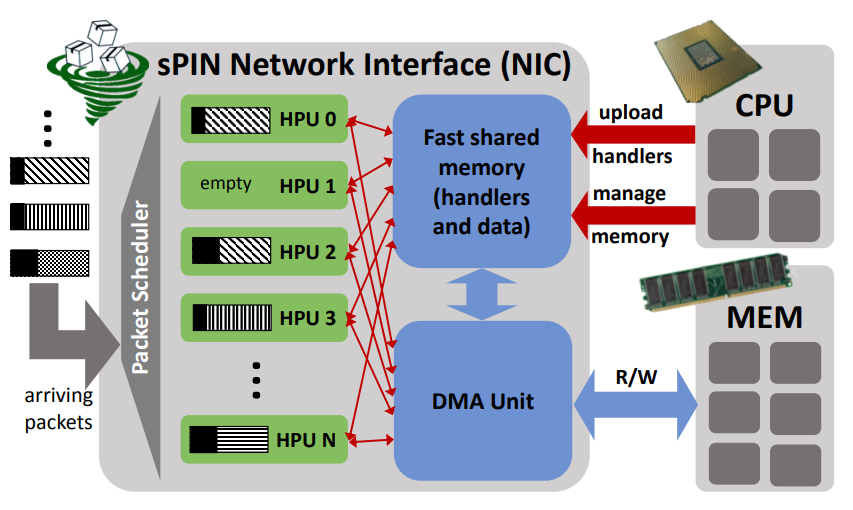 sPIN Network Interface (NIC)
Packet Scheduler
HPU 0
empty
HPU 1
HPU 2
HPU 3
HPU N
arriving
packets
Fast shared
memory
(handlers
and data)
DMA Unit
upload
handlers
manage
memory
CPU
MEM
R/W